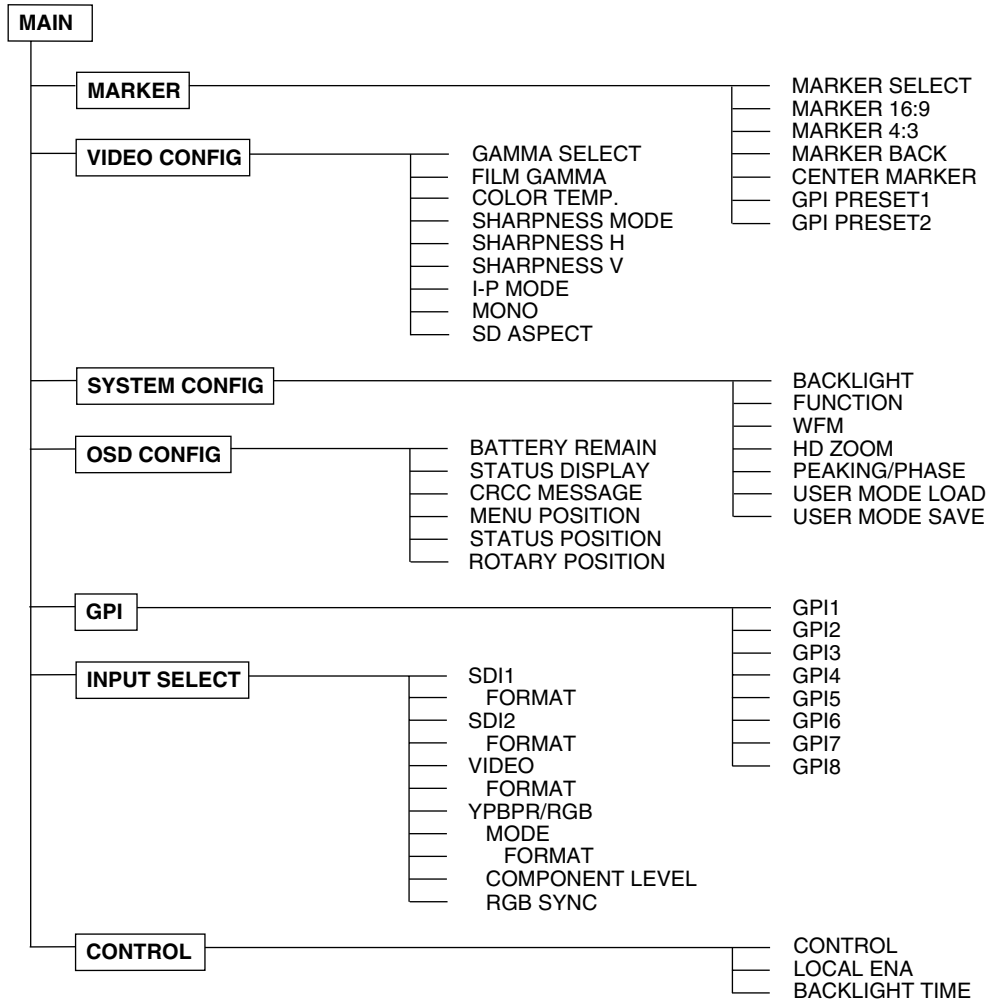 MAIN
MARKER
MARKER SELECT
MARKER 16:9
MARKER 4:3
MARKER BACK
CENTER MARKER
GPI PRESET1
GPI PRESET2
VIDEO CONFIG
GAMMA SELECT
FILM GAMMA
COLOR TEMP.
SHARPNESS MODE
SHARPNESS H
SHARPNESS V
I-P MODE
MONO
SD ASPECT
SYSTEM CONFIG
BACKLIGHT
FUNCTION
WFM
HD ZOOM
PEAKING/PHASE
USER MODE LOAD
USER MODE SAVE
OSD CONFIG
BATTERY REMAIN
STATUS DISPLAY
CRCC MESSAGE
MENU POSITION
STATUS POSITION
ROTARY POSITION
GPI
GPI1
GPI2
GPI3
GPI4
GPI5
GPI6
GPI7
GPI8
INPUT SELECT
SDI1
FORMAT
SDI2
FORMAT
VIDEO
FORMAT
YPBPR/RGB
MODE
FORMAT
COMPONENT LEVEL
RGB SYNC
CONTROL
CONTROL
LOCAL ENA
BACKLIGHT TIME